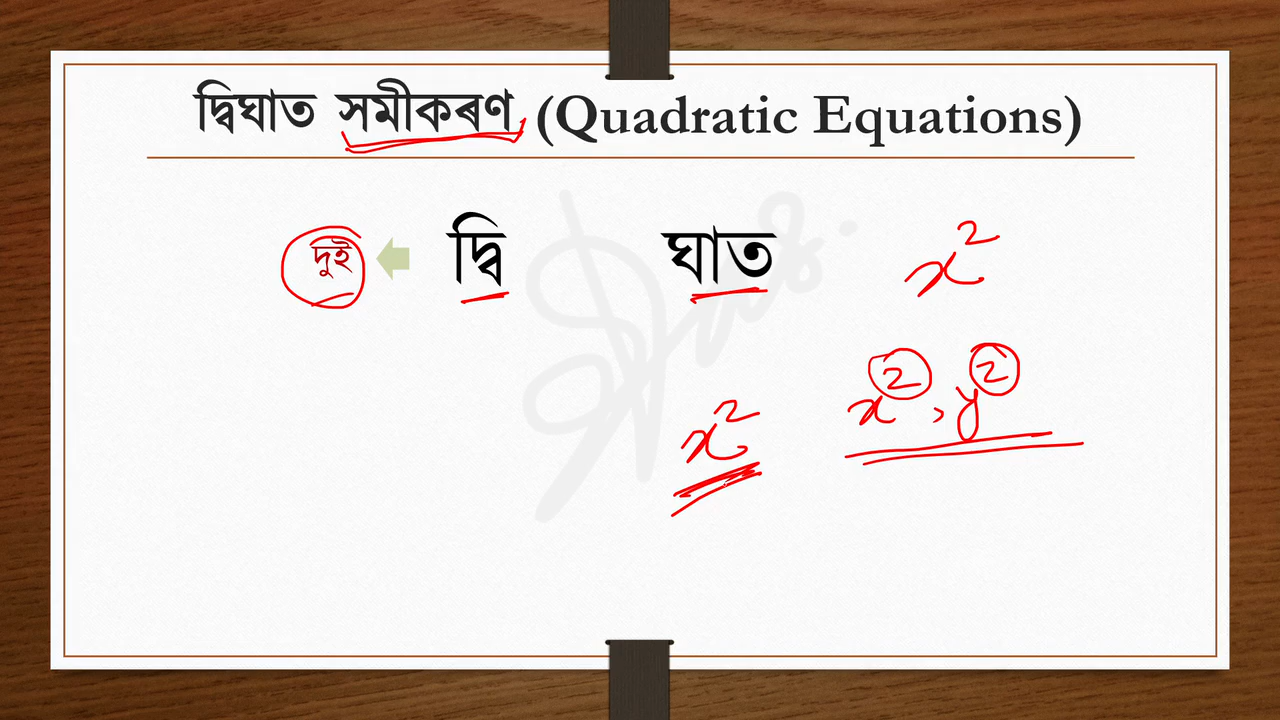 দ্বিঘাত সমীকৰণ (Quadratic Equations)
দুই দ্বি ঘাত x²
x², y²
x²